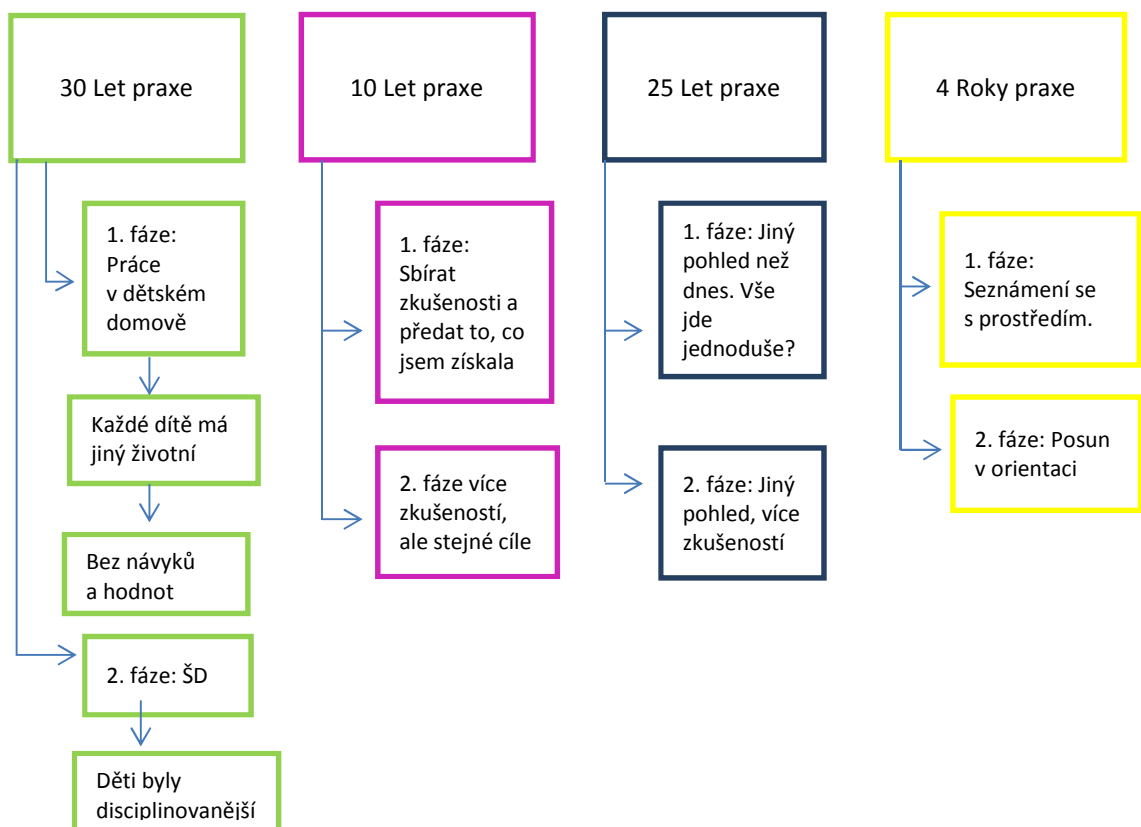 30 Let praxe
1. fáze:
Práce
v dětském
domově
Každé dítě má
jiný životní
Bez návyků
a hodnot
2. fáze: ŠD
Děti byly
disciplinovanější
10 Let praxe
1. fáze:
Sbírat
zkušenosti a
předat to, co
jsem získala
2. fáze více
zkušeností,
ale stejné cíle
25 Let praxe
1. fáze: Jiný
pohled než
dnes. Vše
jde
jednoduše?
2. fáze: Jiný
pohled, více
zkušeností
4 Roky praxe
1. fáze:
Seznámení se
s prostředím.
2. fáze: Posun
v orientaci